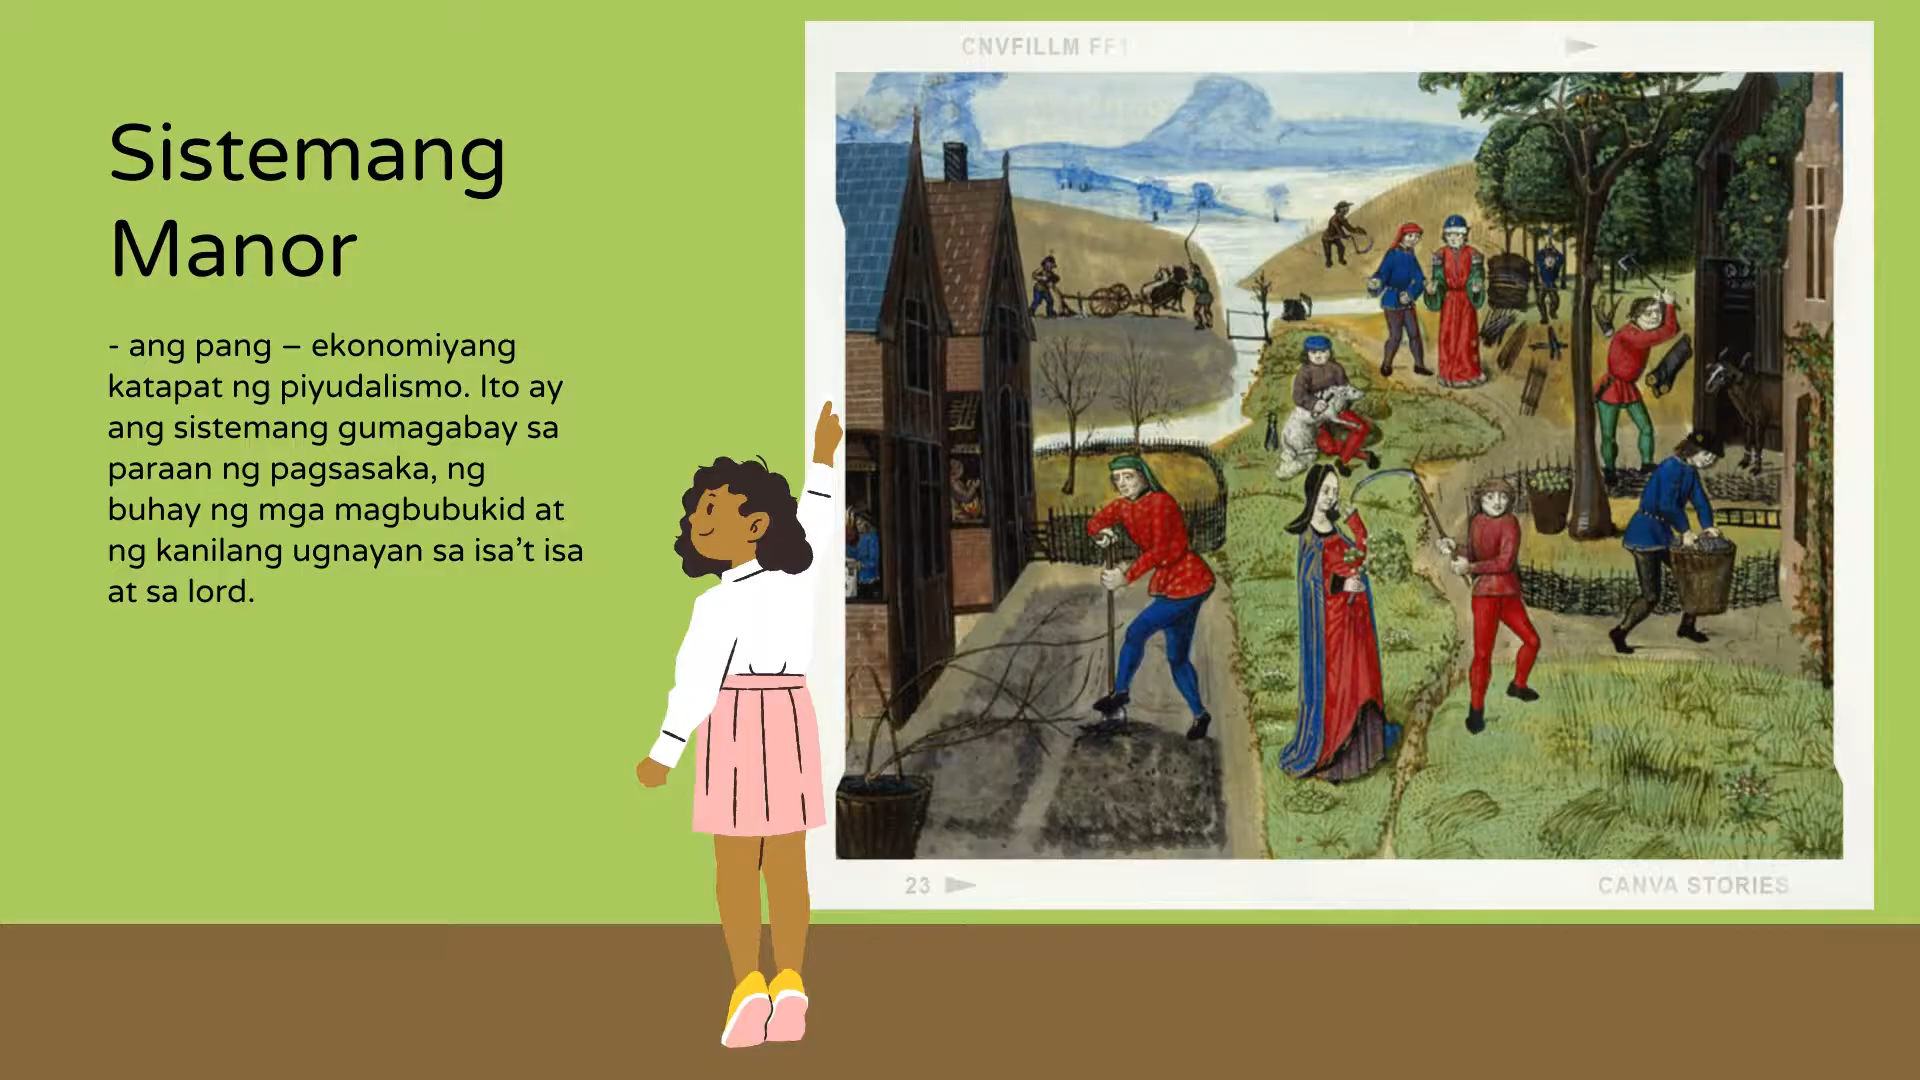 CNVFILLM FF1
Sistemang
Manor
- ang pang – ekonomiyang
katapat ng piyudalismo. Ito ay
ang sistemang gumagabay sa
paraan ng pagsasaka, ng
buhay ng mga magbubukid at
ng kanilang ugnayan sa isa’t isa
at sa lord.
23
CANVA STORIES